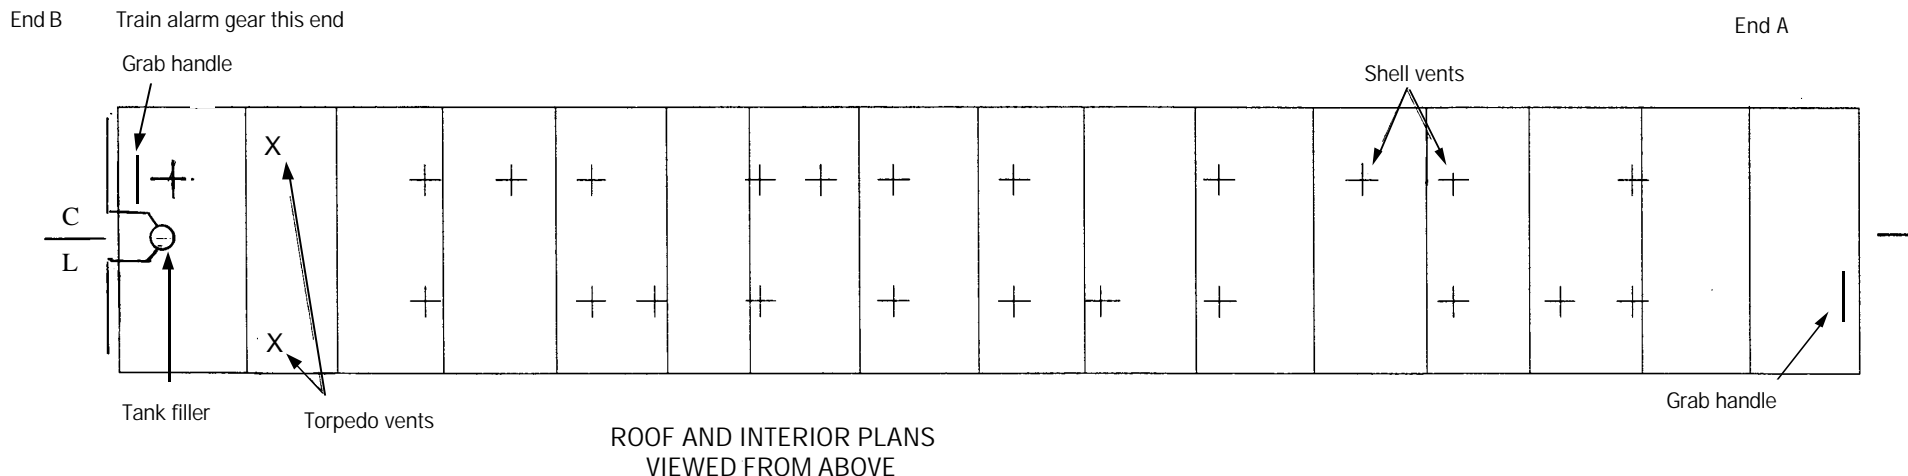 End B
Train alarm gear this end
End A
Grab handle
Shell vents
X
C
L
X
Tank filler
Torpedo vents
Grab handle
ROOF AND INTERIOR PLANS
VIEWED FROM ABOVE